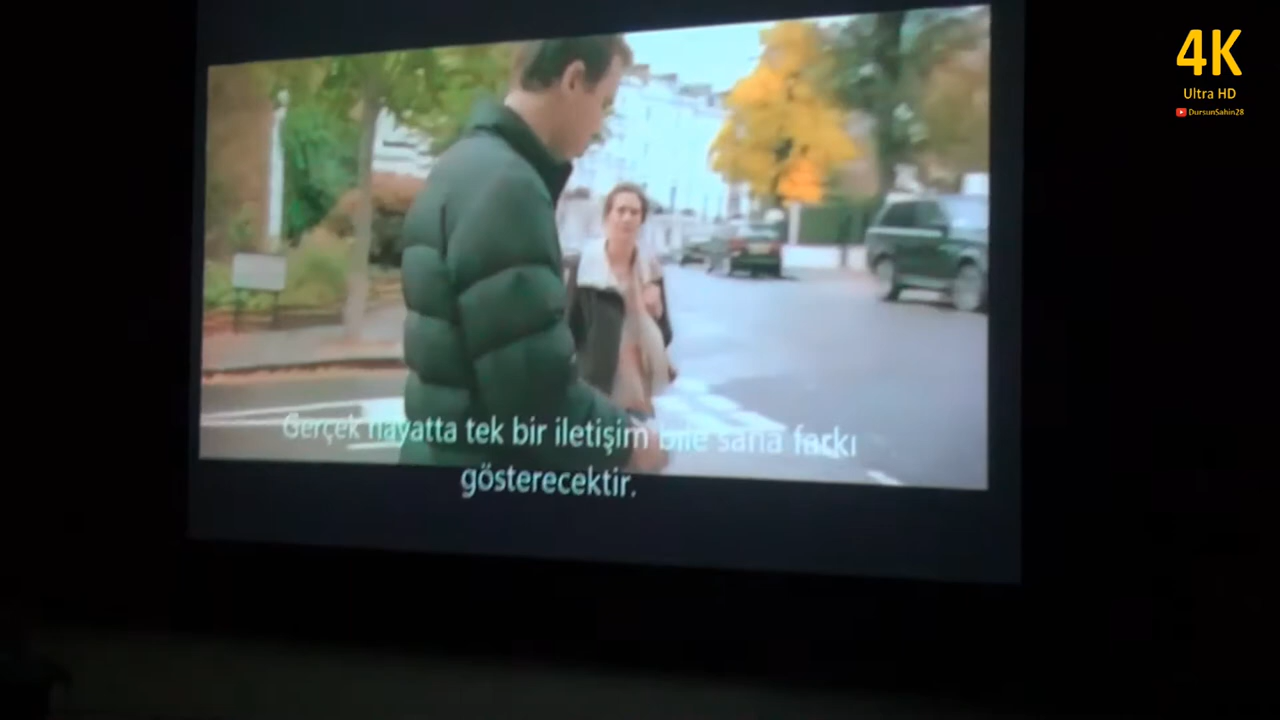 4K
Ultra HD
DursunSahin28
Gerçek hayatta tek bir iletişim bile sana farkı
gösterecektir.